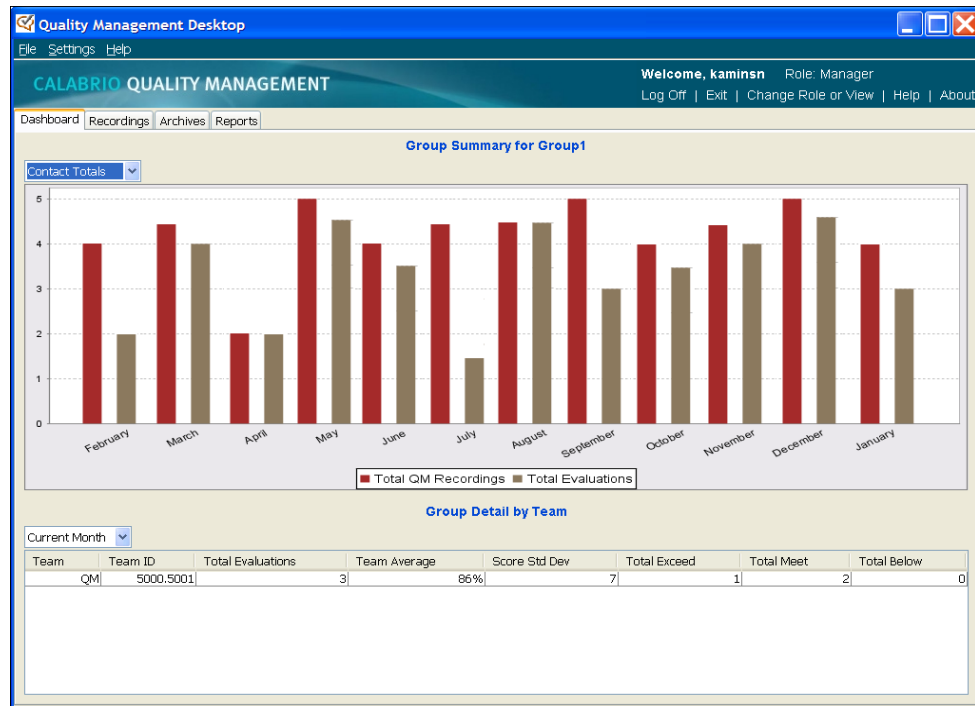 Quality Management Desktop
File Settings Help
CALABRIO QUALITY MANAGEMENT
Welcome, kaminsn Role: Manager
Log Off | Exit | Change Role or View | Help | About
Dashboard Recordings Archives Reports
Group Summary for Group1
Contact Totals
5
4
3
2
1
0
February March April May June July August September October November December January
Total QM Recordings Total Evaluations
Group Detail by Team
Current Month
Team Team ID Total Evaluations Team Average Score Std Dev Total Exceed Total Meet Total Below
QM 5000.5001 3 86% 7 1 2 0